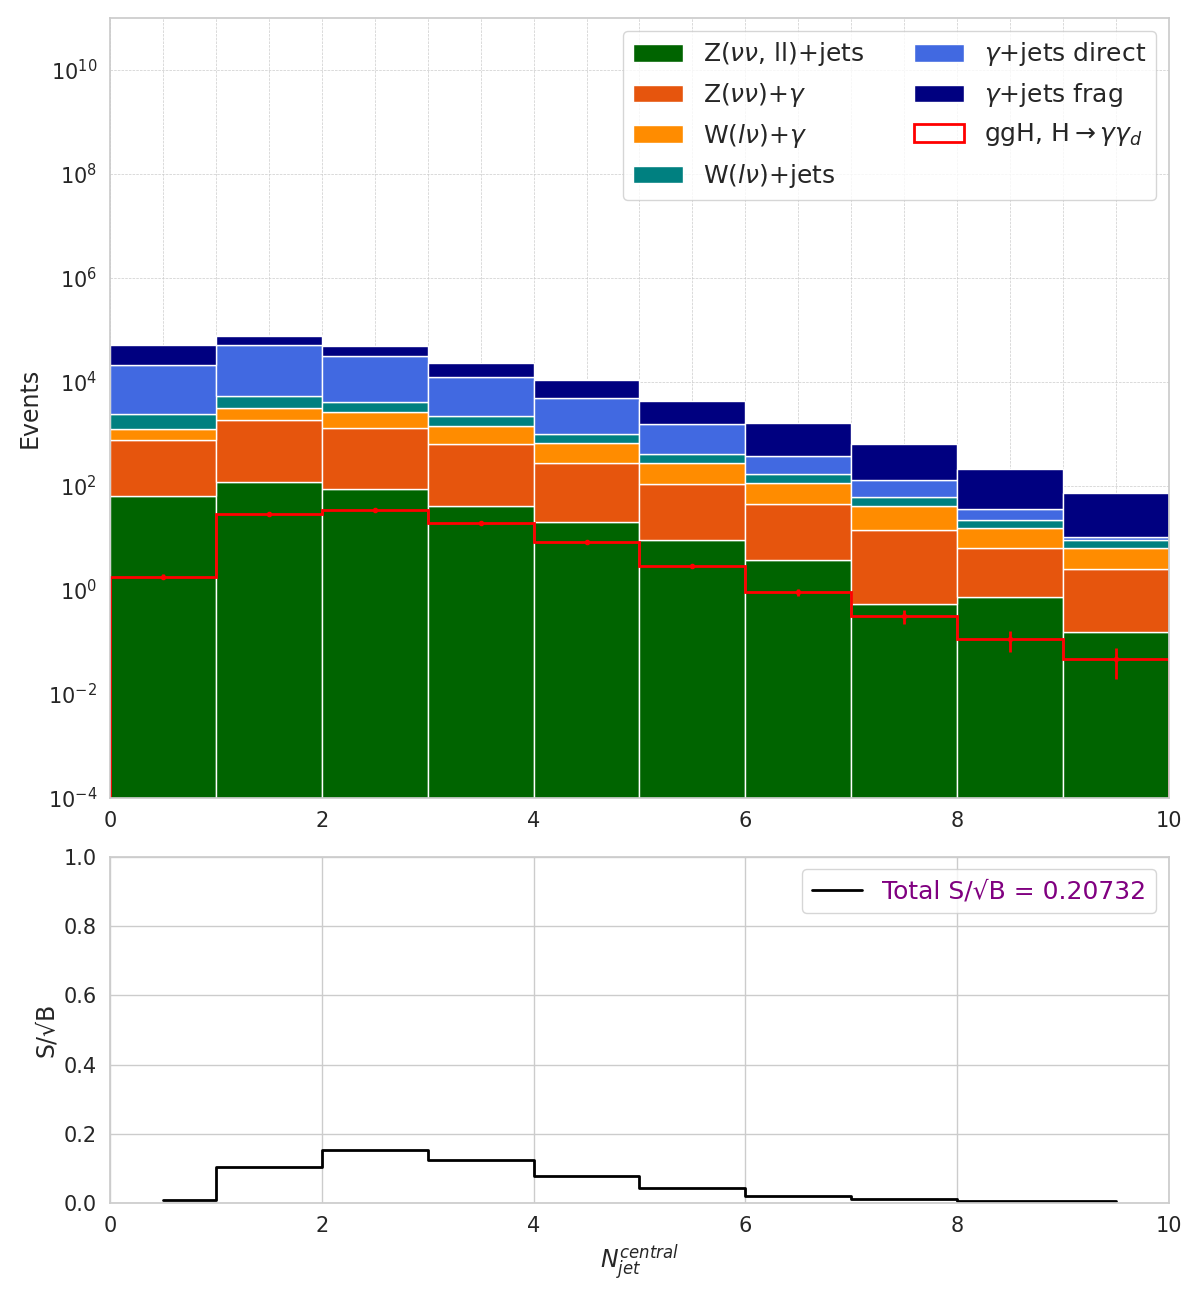 Z(νν, ll)+jets
Z(νν)+γ
W(lν)+γ
W(lν)+jets
γ+jets direct
γ+jets frag
ggH, H→γγ_d
Events
10^10
10^8
10^6
10^4
10^2
10^0
10^−2
10^−4
0 2 4 6 8 10
Total S/√B = 0.20732
S/√B
1.0
0.8
0.6
0.4
0.2
0.0
0 2 4 6 8 10
N_jet^central